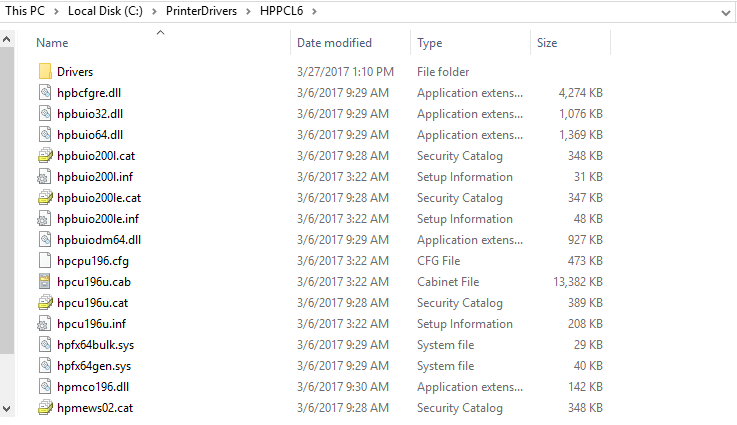 This PC > Local Disk (C:) > PrinterDrivers > HPPCL6 >
Name Date modified Type Size
Drivers 3/27/2017 1:10 PM File folder
hpbcfgre.dll 3/6/2017 9:29 AM Application extens... 4,274 KB
hpbuio32.dll 3/6/2017 9:29 AM Application extens... 1,076 KB
hpbuio64.dll 3/6/2017 9:29 AM Application extens... 1,369 KB
hpbuio200l.cat 3/6/2017 9:29 AM Security Catalog 348 KB
hpbuio200l.inf 3/6/2017 3:22 AM Setup Information 31 KB
hpbuio200le.cat 3/6/2017 9:28 AM Security Catalog 347 KB
hpbuio200le.inf 3/6/2017 3:22 AM Setup Information 48 KB
hpbuiodm64.dll 3/6/2017 9:29 AM Application extens... 927 KB
hpcpu196.cfg 3/6/2017 3:22 AM CFG File 473 KB
hpcu196u.cab 3/6/2017 3:22 AM Cabinet File 13,382 KB
hpcu196u.cat 3/6/2017 9:28 AM Security Catalog 389 KB
hpcu196u.inf 3/6/2017 3:22 AM Setup Information 208 KB
hpfx64bulk.sys 3/6/2017 9:29 AM System file 29 KB
hpfx64gen.sys 3/6/2017 9:29 AM System file 40 KB
hpmco196.dll 3/6/2017 9:30 AM Application extens... 142 KB
hpmews02.cat 3/6/2017 9:28 AM Security Catalog 348 KB